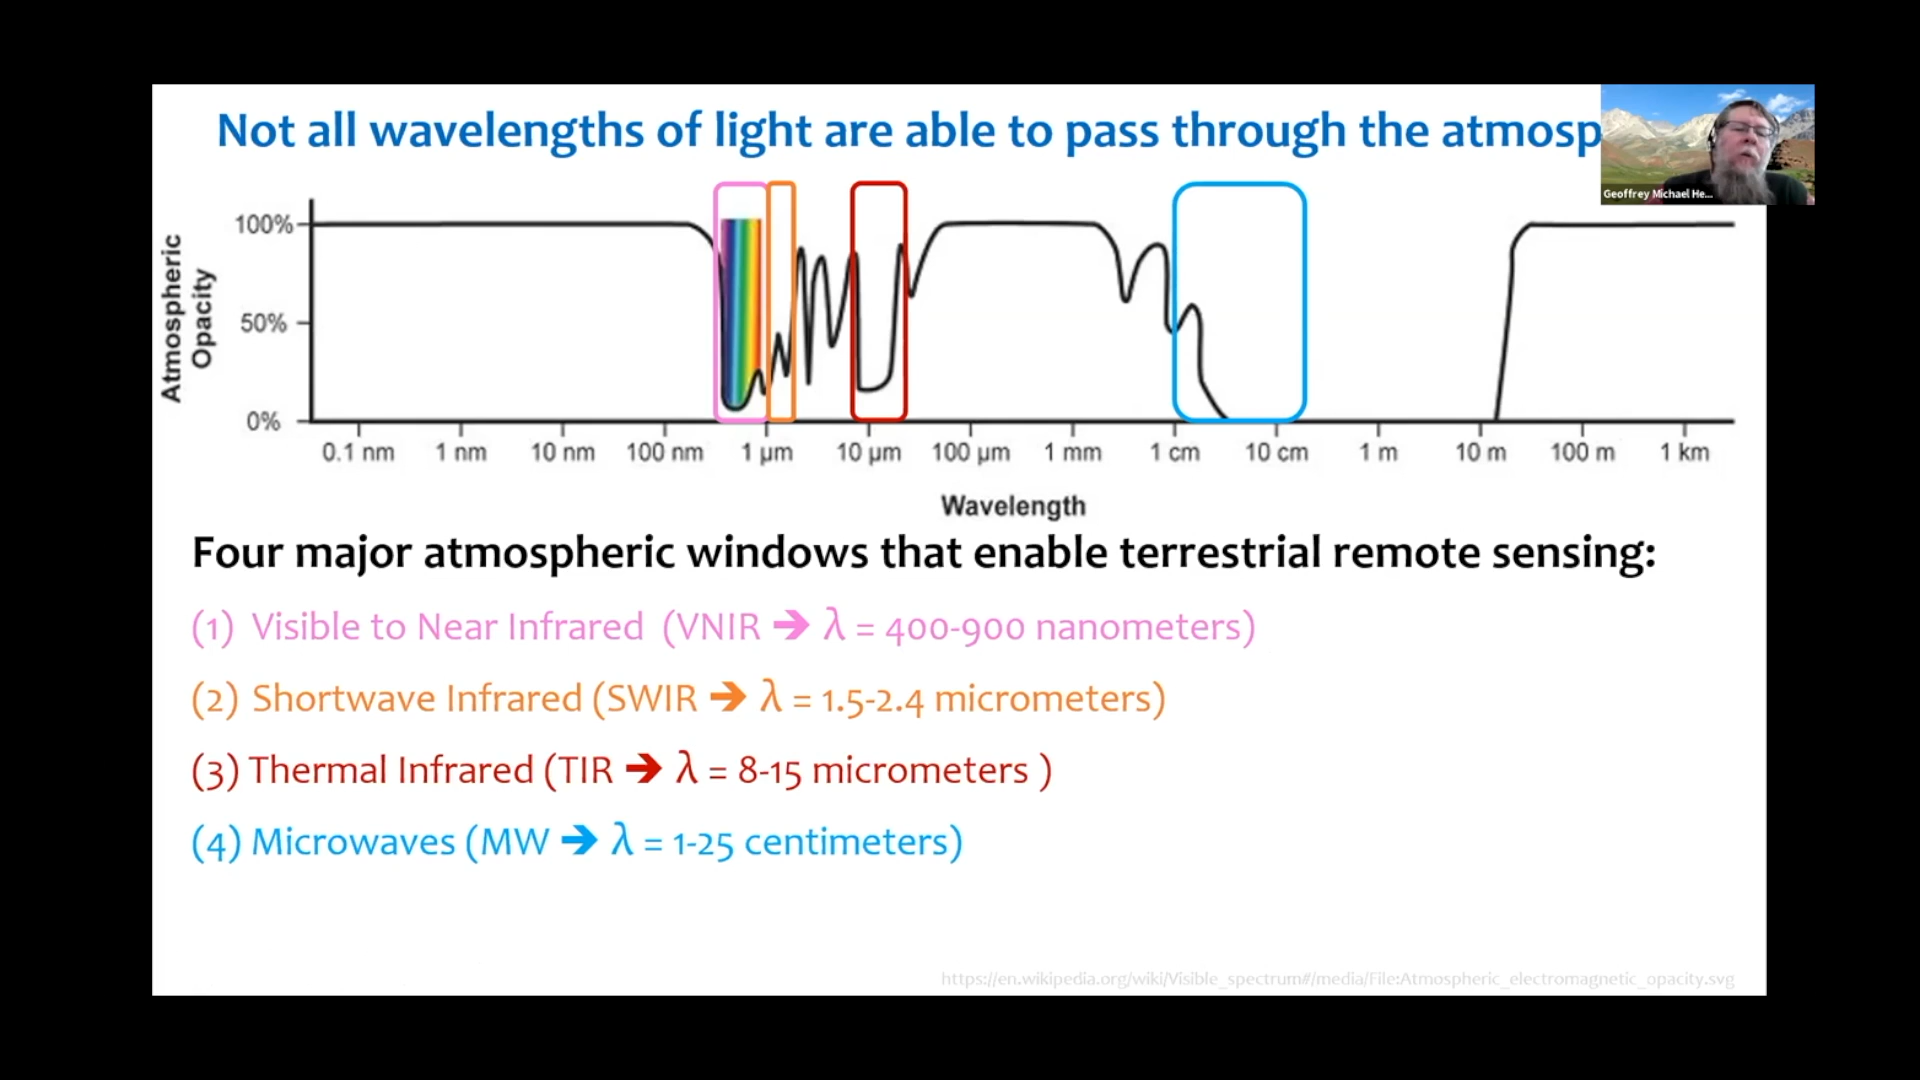 Not all wavelengths of light are able to pass through the atmosp
Geoffrey Michael He...
Atmospheric
Opacity
100%
50%
0%
0.1 nm 1 nm 10 nm 100 nm 1 µm 10 µm 100 µm 1 mm 1 cm 10 cm 1 m 10 m 100 m 1 km
Wavelength
Four major atmospheric windows that enable terrestrial remote sensing:
(1) Visible to Near Infrared (VNIR ➔ λ = 400-900 nanometers)
(2) Shortwave Infrared (SWIR ➔ λ = 1.5-2.4 micrometers)
(3) Thermal Infrared (TIR ➔ λ = 8-15 micrometers )
(4) Microwaves (MW ➔ λ = 1-25 centimeters)
https://en.wikipedia.org/wiki/Visible_spectrum#/media/File:Atmospheric_electromagnetic_opacity.svg